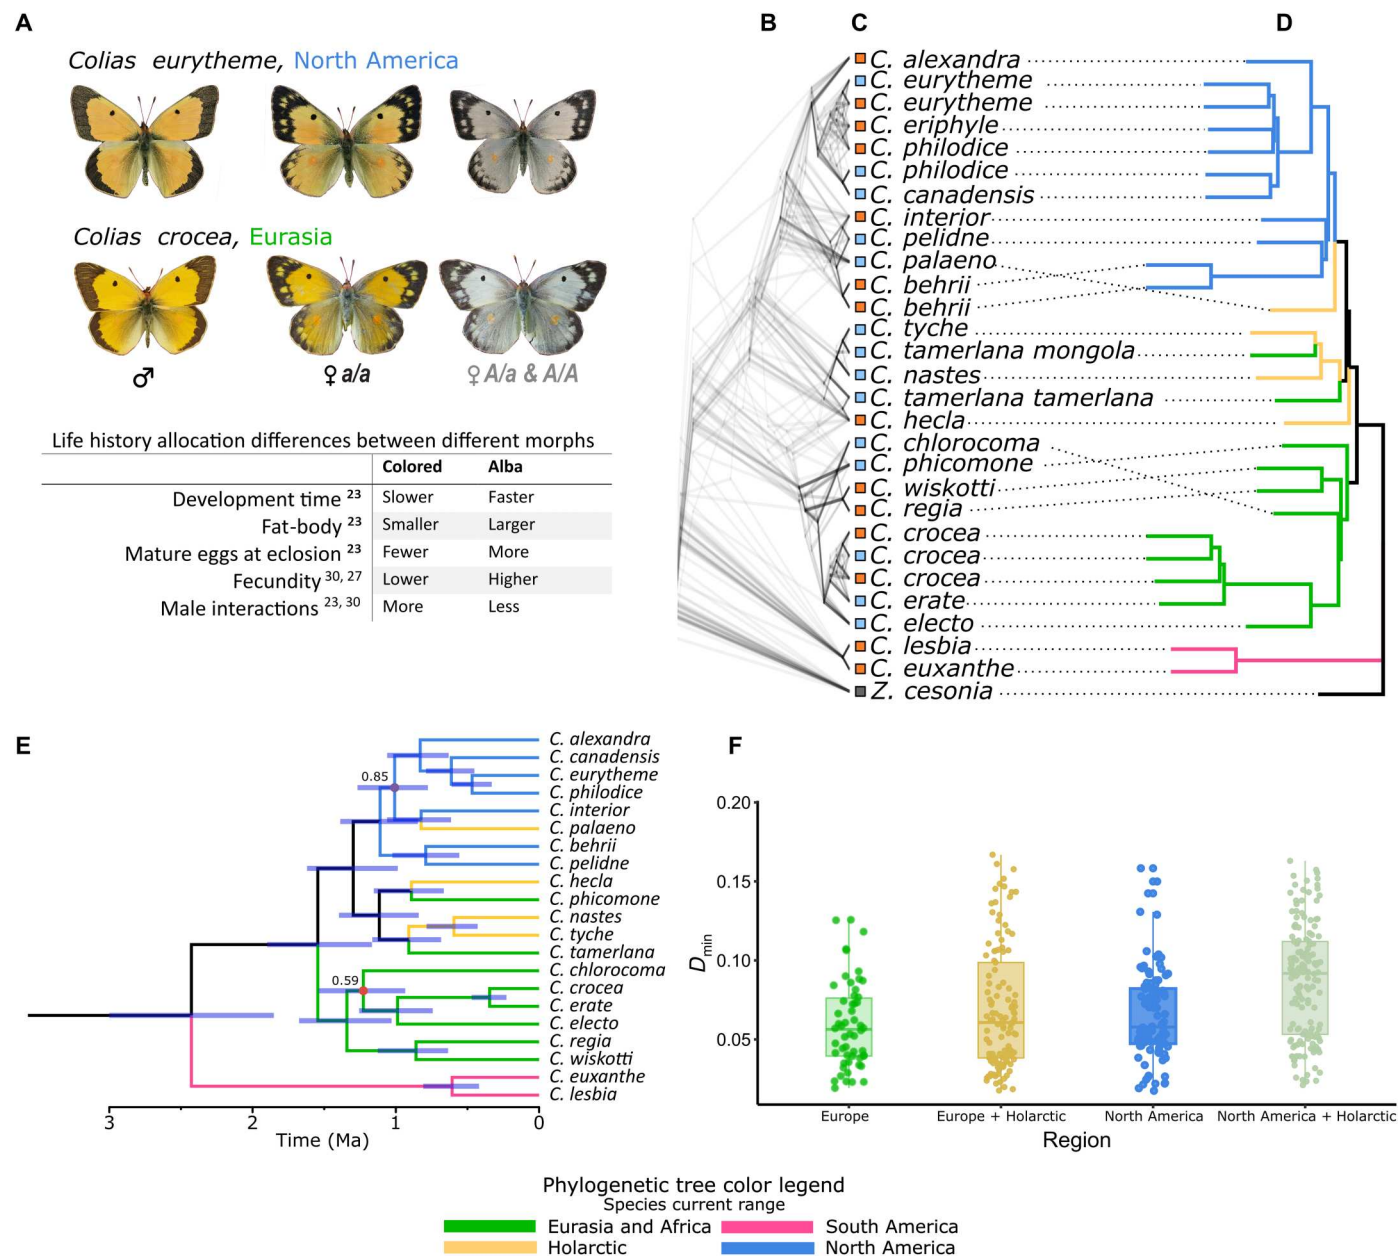 A
Colias eurytheme, North America
Colias crocea, Eurasia
♂
♀ a/a
♀ A/a & A/A
Life history allocation differences between different morphs
Colored Alba
Development time 23 Slower Faster
Fat-body 23 Smaller Larger
Mature eggs at eclosion 23 Fewer More
Fecundity 30, 27 Lower Higher
Male interactions 23, 30 More Less
B
C
D
C. alexandra
C. eurytheme
C. eurytheme
C. eriphyle
C. philodice
C. philodice
C. canadensis
C. interior
C. pelidne
C. palaeno
C. behrii
C. behrii
C. tyche
C. tamerlana mongola
C. nastes
C. tamerlana tamerlana
C. hecla
C. chlorocoma
C. phicomone
C. wiskotti
C. regia
C. crocea
C. crocea
C. crocea
C. erate
C. electo
C. lesbia
C. euxanthe
Z. cesonia
E
C. alexandra
C. canadensis
C. eurytheme
C. philodice
C. interior
C. palaeno
C. behrii
C. pelidne
C. hecla
C. phicomone
C. nastes
C. tyche
C. tamerlana
C. chlorocoma
C. crocea
C. erate
C. electo
C. regia
C. wiskotti
C. euxanthe
C. lesbia
0.85
0.59
3 2 1 0
Time (Ma)
F
0.20
0.15
0.10
0.05
Dmin
Europe Europe + Holarctic North America North America + Holarctic
Region
Phylogenetic tree color legend
Species current range
Eurasia and Africa South America
Holarctic North America